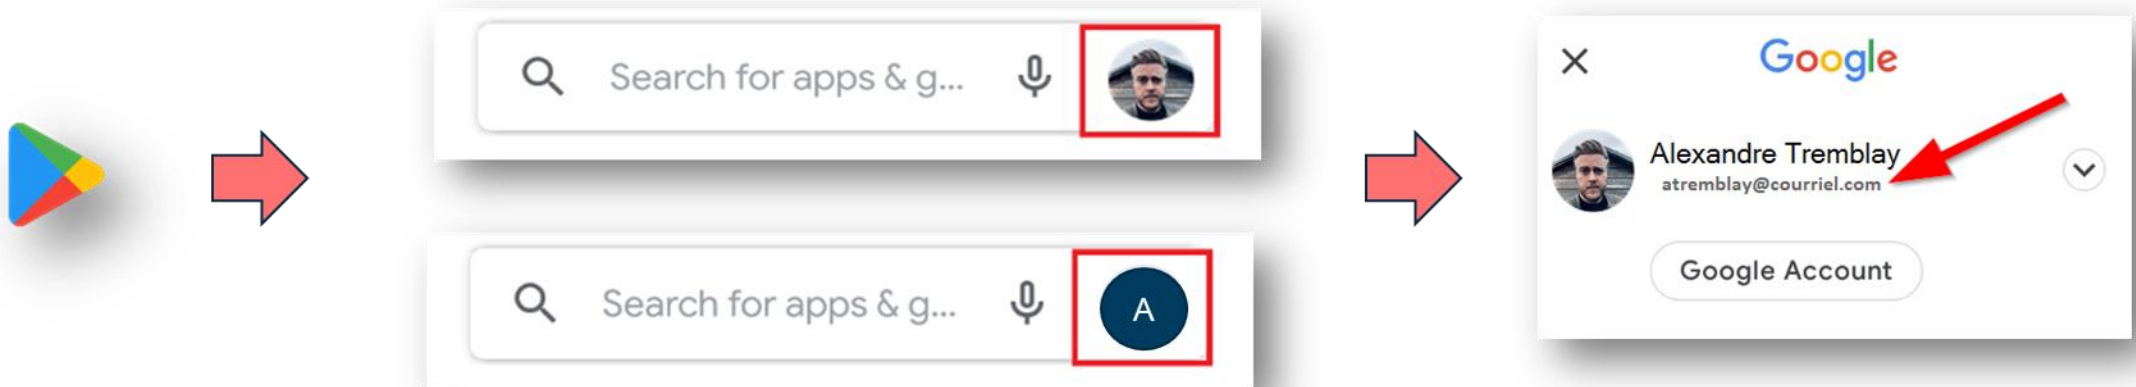 Search for apps & g...
Search for apps & g...
A
Google
Alexandre Tremblay
atremblay@courriel.com
Google Account